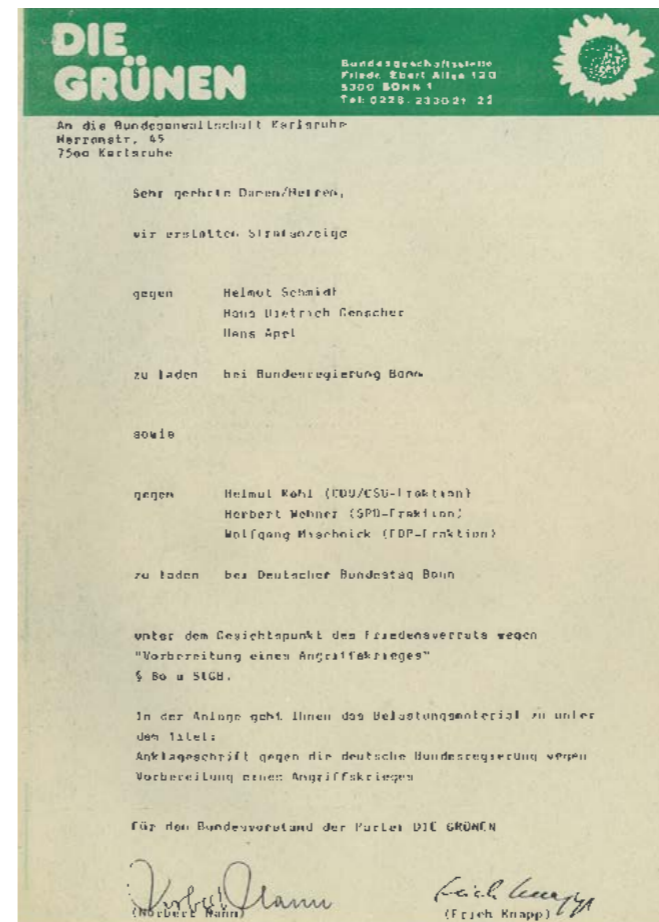 DIE
GRÜNEN
Bundesgeschäftsstelle
Friedr. Ebert Allee 120
5300 BONN 1
Tel: 0228 - 233021 22
An die Bundesanwaltschaft Karlsruhe
Herrenstr. 45
7500 Karlsruhe
Sehr geehrte Damen/Herren,
wir erstatten Strafanzeige
gegen Helmut Schmidt
Hans Dietrich Genscher
Hans Apel
zu laden bei Bundesregierung Bonn
sowie
gegen Helmut Kohl (CDU/CSU-Fraktion)
Herbert Wehner (SPD-Fraktion)
Wolfgang Mischnick (FDP-Fraktion)
zu laden bei Deutscher Bundestag Bonn
unter dem Gesichtspunkt des Friedensverrats wegen
"Vorbereitung eines Angriffskrieges"
§ 80 a StGB.
In der Anlage geht Ihnen das Belastungsmaterial zu unter
dem Titel:
Anklageschrift gegen die deutsche Bundesregierung wegen
Vorbereitung eines Angriffskrieges
für den Bundesvorstand der Partei DIE GRÜNEN
Norbert Mann
Erich Knapp
(Norbert Mann) (Erich Knapp)